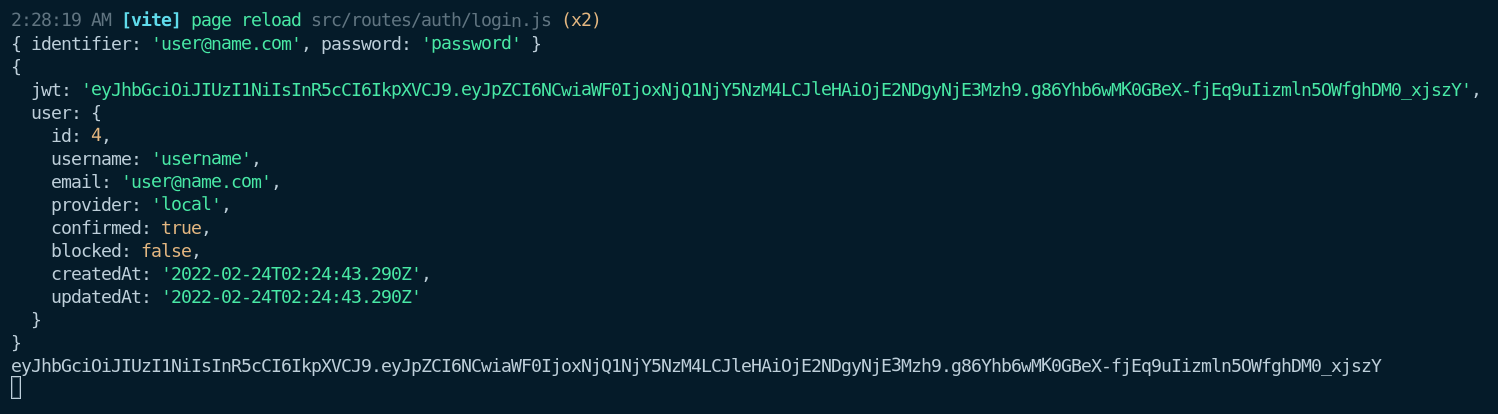 2:28:19 AM [vite] page reload src/routes/auth/login.js (x2)
{ identifier: 'user@name.com', password: 'password' }
{
  jwt: 'eyJhbGciOiJIUzI1NiIsInR5cCI6IkpXVCJ9.eyJpZCI6NCwiaWF0IjoxNjQ1NjY5NzM4LCJleHAiOjE2NDgyNjE3Mzh9.g86Yhb6wMK0GBeX-fjEq9uIizmln5OWfghDM0_xjszY',
  user: {
    id: 4,
    username: 'username',
    email: 'user@name.com',
    provider: 'local',
    confirmed: true,
    blocked: false,
    createdAt: '2022-02-24T02:24:43.290Z',
    updatedAt: '2022-02-24T02:24:43.290Z'
  }
}
eyJhbGciOiJIUzI1NiIsInR5cCI6IkpXVCJ9.eyJpZCI6NCwiaWF0IjoxNjQ1NjY5NzM4LCJleHAiOjE2NDgyNjE3Mzh9.g86Yhb6wMK0GBeX-fjEq9uIizmln5OWfghDM0_xjszY